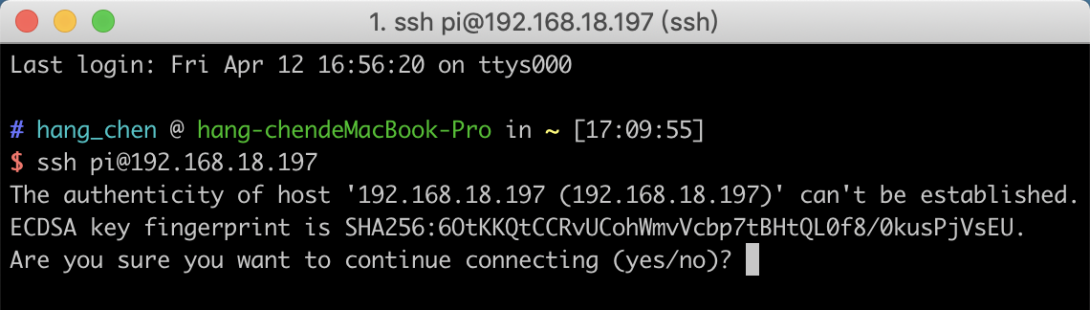 1. ssh pi@192.168.18.197 (ssh)
Last login: Fri Apr 12 16:56:20 on ttys000
# hang_chen @ hang-chendeMacBook-Pro in ~ [17:09:55]
$ ssh pi@192.168.18.197
The authenticity of host '192.168.18.197 (192.168.18.197)' can't be established.
ECDSA key fingerprint is SHA256:6OtKKQtCCRvUCohWmvVcbp7tBHtQL0f8/0kusPjVsEU.
Are you sure you want to continue connecting (yes/no)?